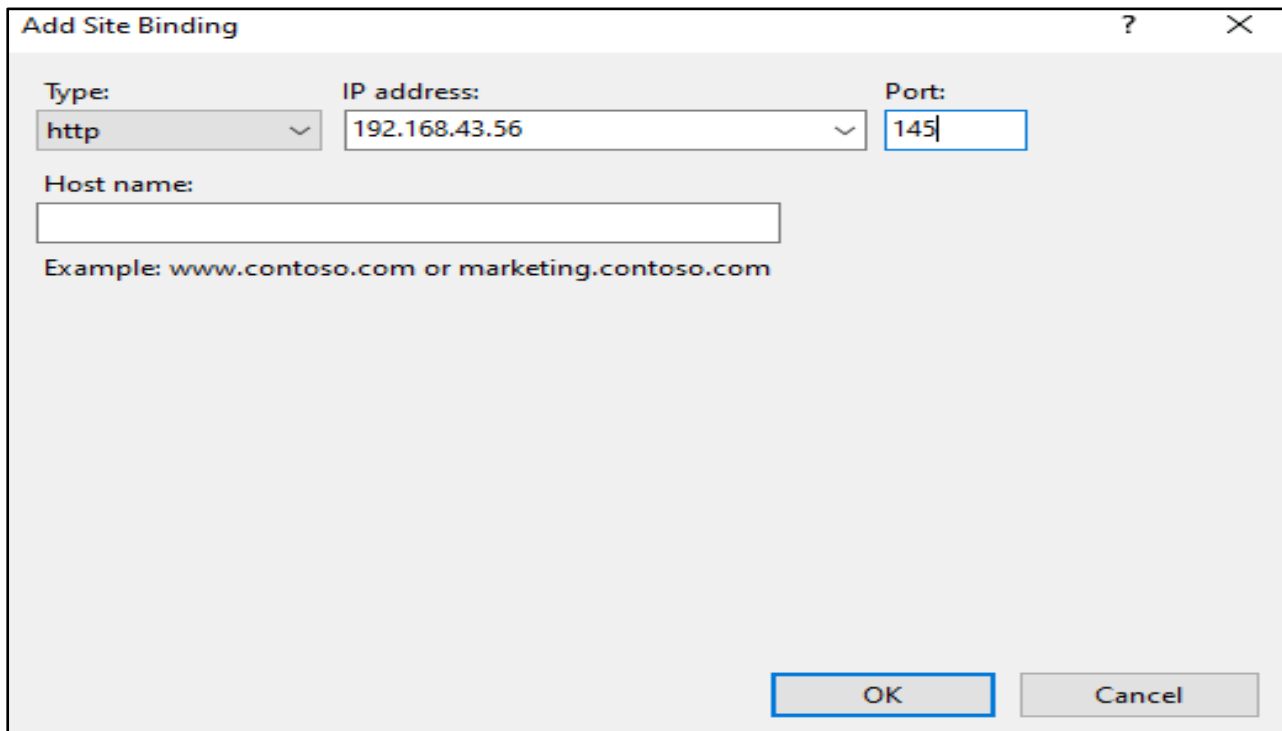 Add Site Binding ?
Type: IP address: Port:
http 192.168.43.56 145
Host name:
Example: www.contoso.com or marketing.contoso.com
OK Cancel